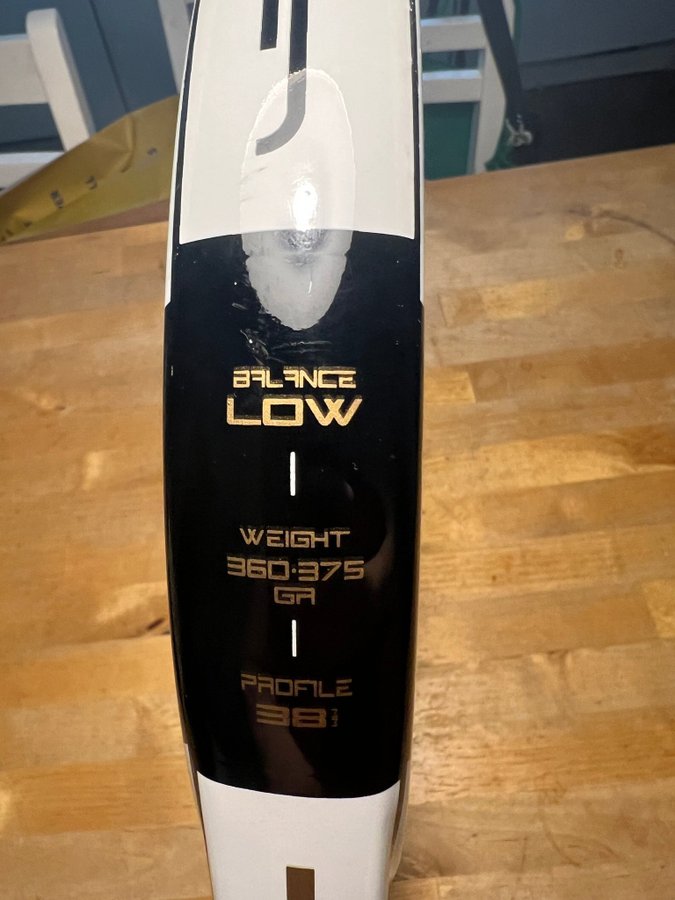 BALANCE
LOW
WEIGHT
360·375
GR
PROFILE
38